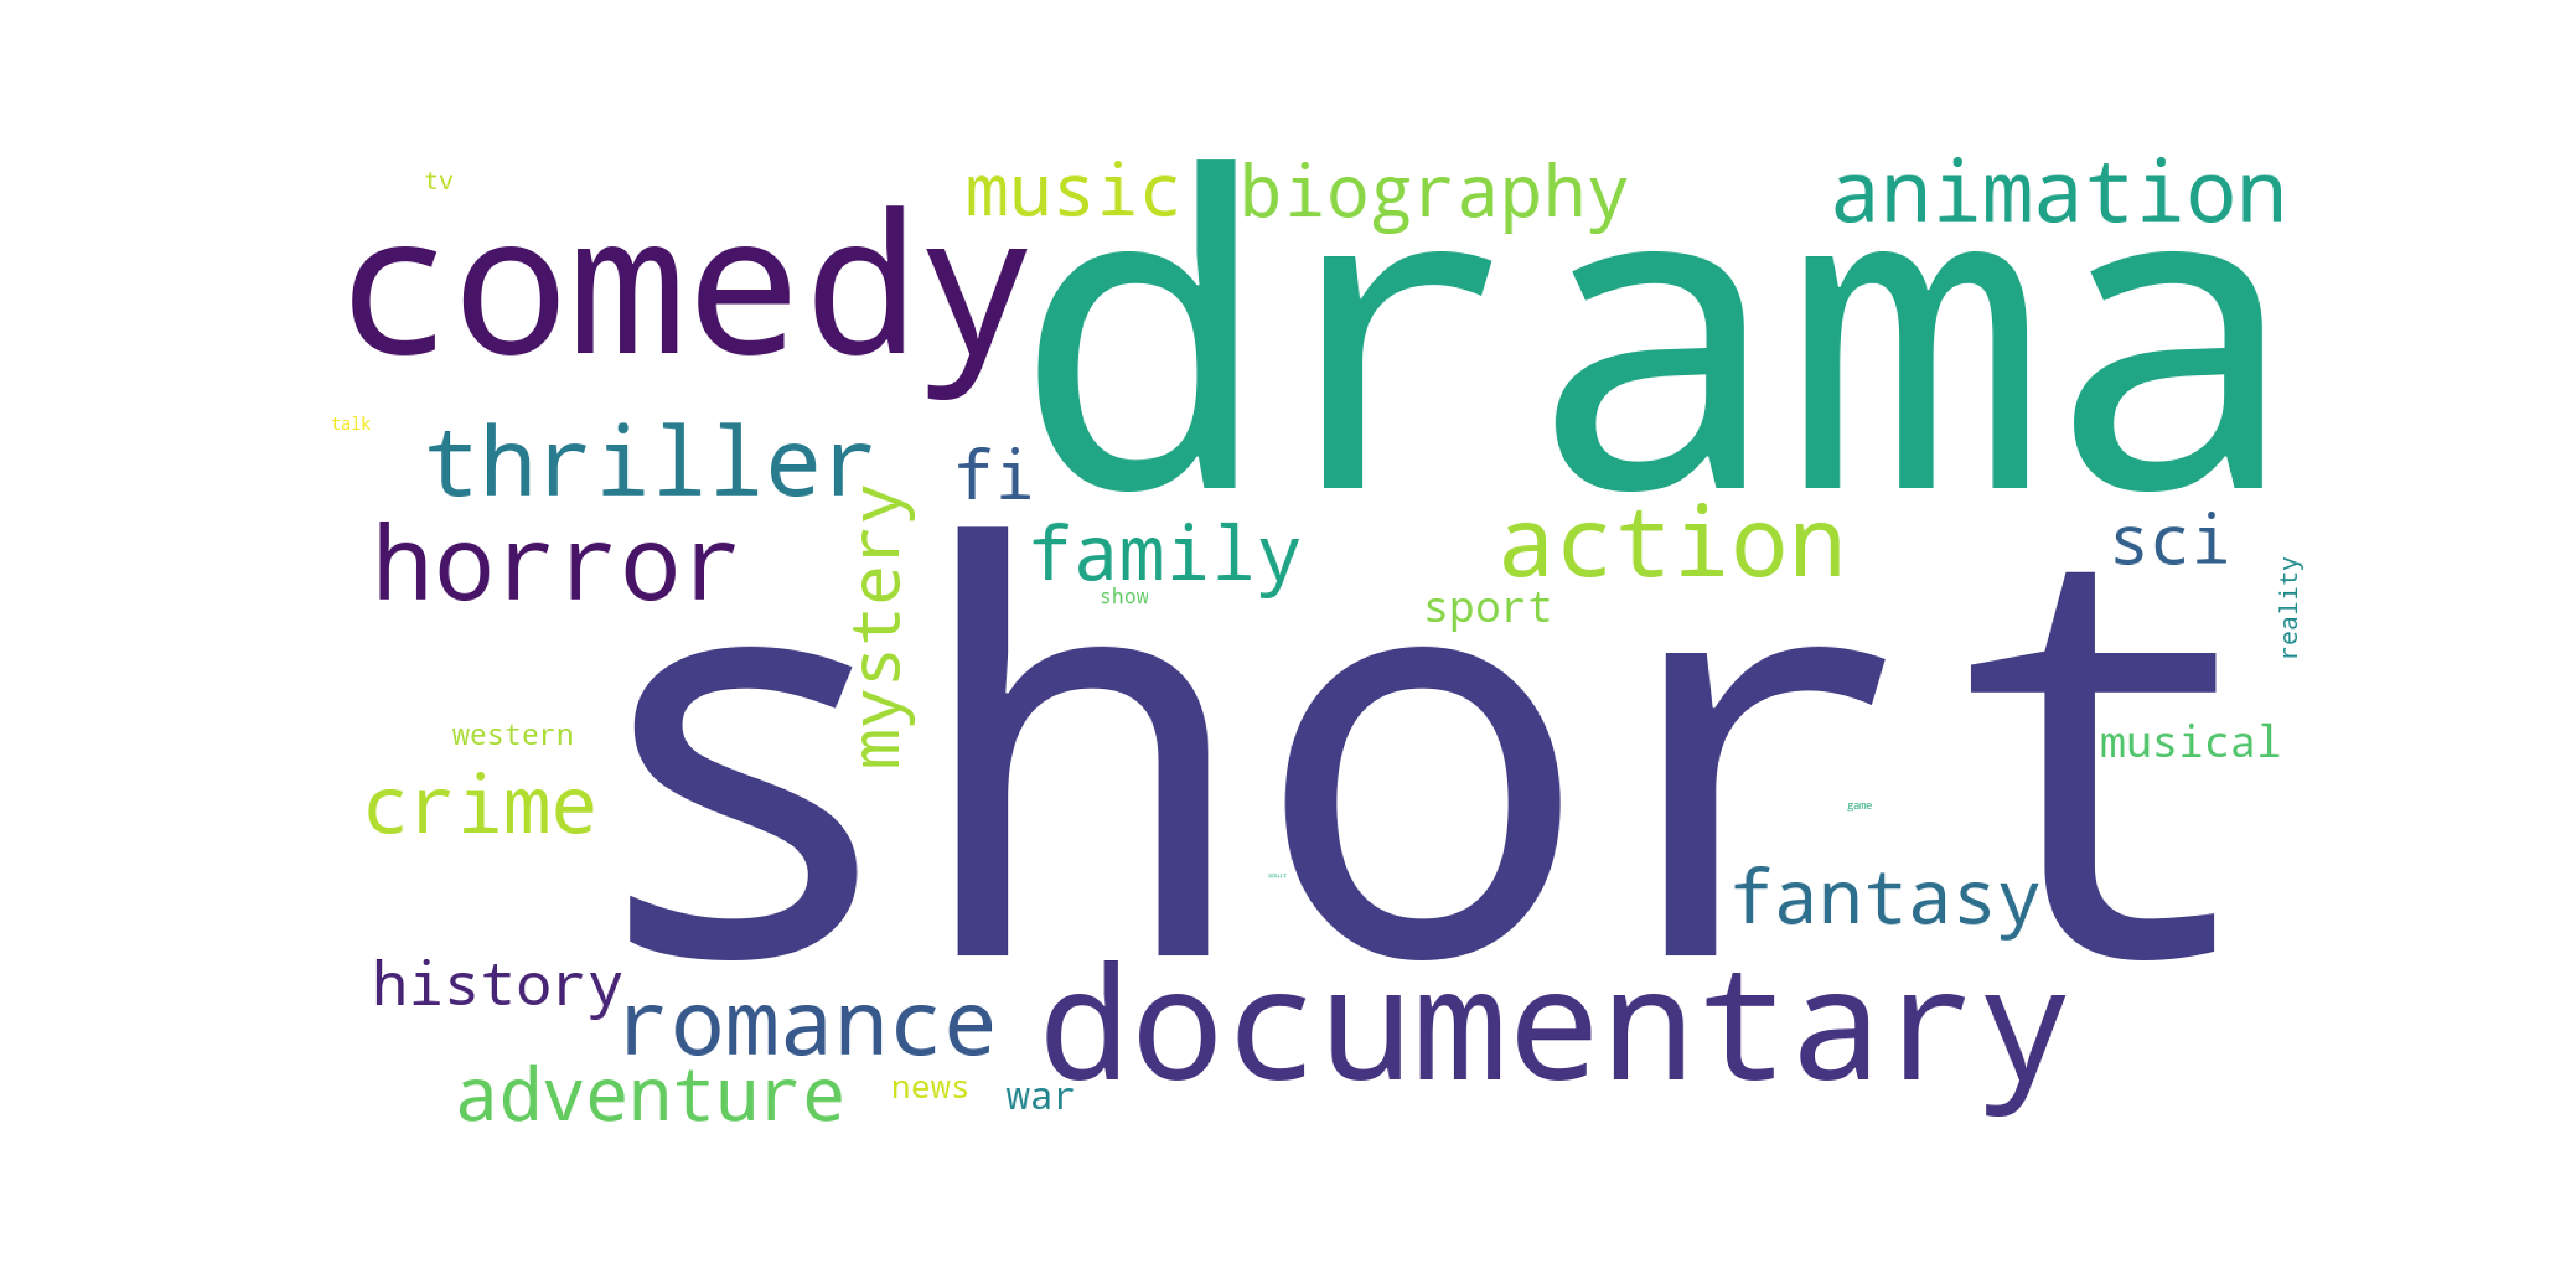 tv
music
biography
animation
comedy
drama
talk
thriller
fi
horror
family
action
sci
mystery
show
sport
reality
short
western
musical
crime
game
fantasy
history
romance
documentary
adventure
news
war